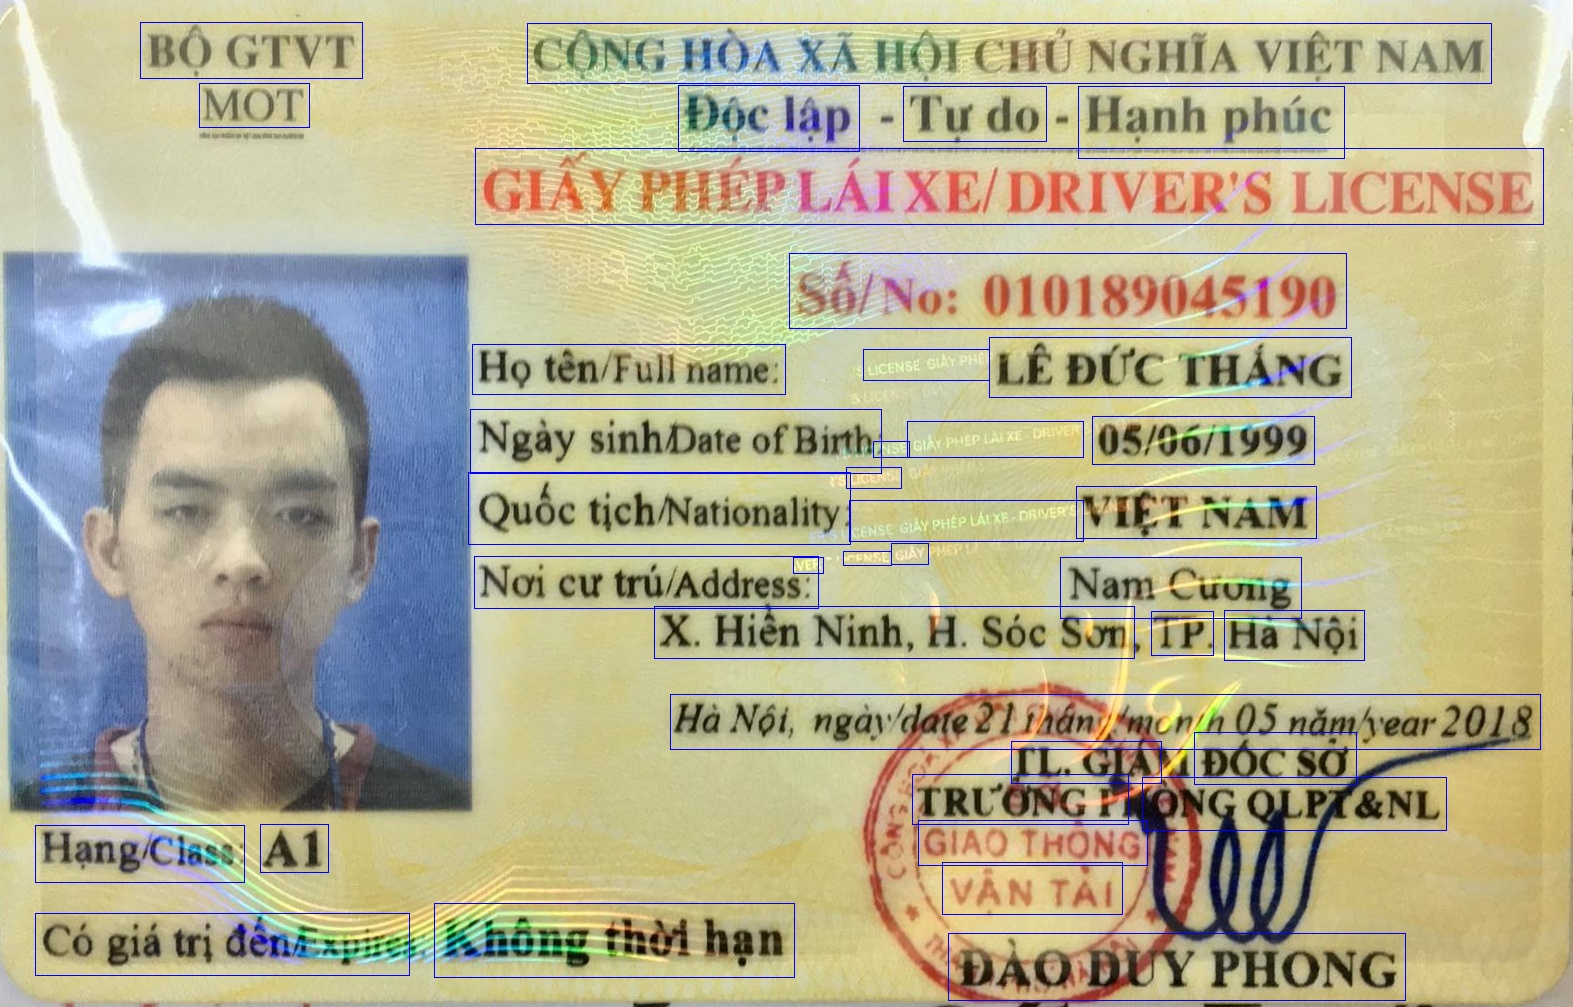 BỘ GTVT
MOT
CỘNG HÒA XÃ HỘI CHỦ NGHĨA VIỆT NAM
Độc lập - Tự do - Hạnh phúc
GIẤY PHÉP LÁI XE/ DRIVER'S LICENSE
Số/No: 010189045190
Họ tên/Full name: LÊ ĐỨC THẮNG
Ngày sinh/Date of Birth: 05/06/1999
Quốc tịch/Nationality: VIỆT NAM
Nơi cư trú/Address: Nam Cương
X. Hiền Ninh, H. Sóc Sơn, TP. Hà Nội
Hà Nội, ngày/date 21 tháng/month 05 năm/year 2018
TL. GIÁM ĐỐC SỞ
TRƯỞNG PHÒNG QLPT&NL
GIAO THÔNG
VẬN TẢI
Hạng/Class: A1
Có giá trị đến/Expires: Không thời hạn
ĐÀO DUY PHONG